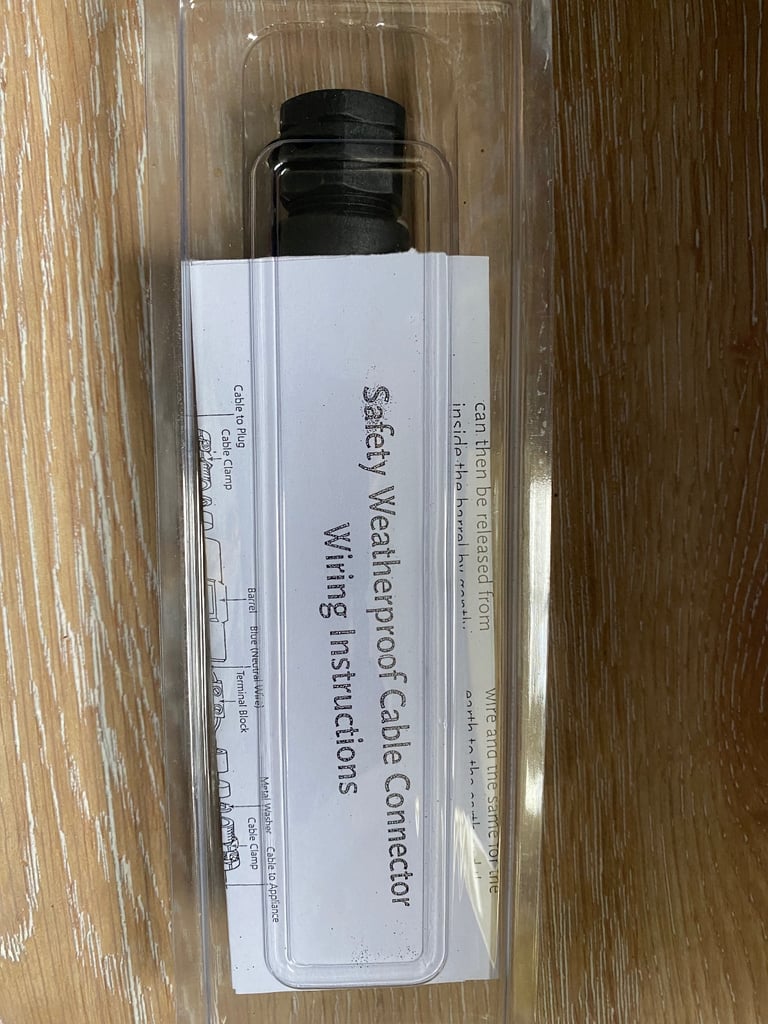 can then be released from
inside the barrel by gently
wire and the same for the
earth to the earth
Safety Weatherproof Cable Connector
Wiring Instructions
Cable to Plug
Cable Clamp
Barrel
Blue (Neutral Wire)
Terminal Block
Metal Washer
Cable Clamp
Cable to Appliance